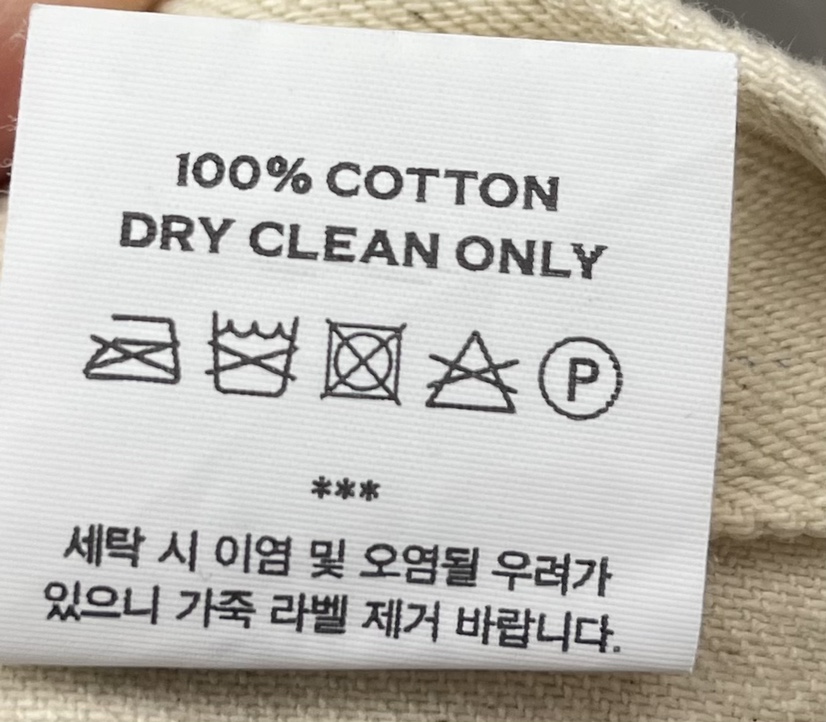 100% COTTON
DRY CLEAN ONLY
P
***
세탁 시 이염 및 오염될 우려가
있으니 가죽 라벨 제거 바랍니다.